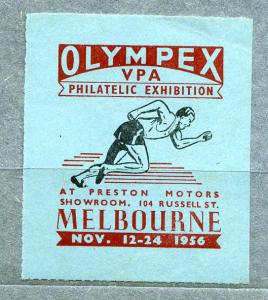 OLYMPEX
VPA
PHILATELIC EXHIBITION
AT PRESTON MOTORS
SHOWROOM, 104 RUSSELL ST.
MELBOURNE
NOV. 12-24 1956